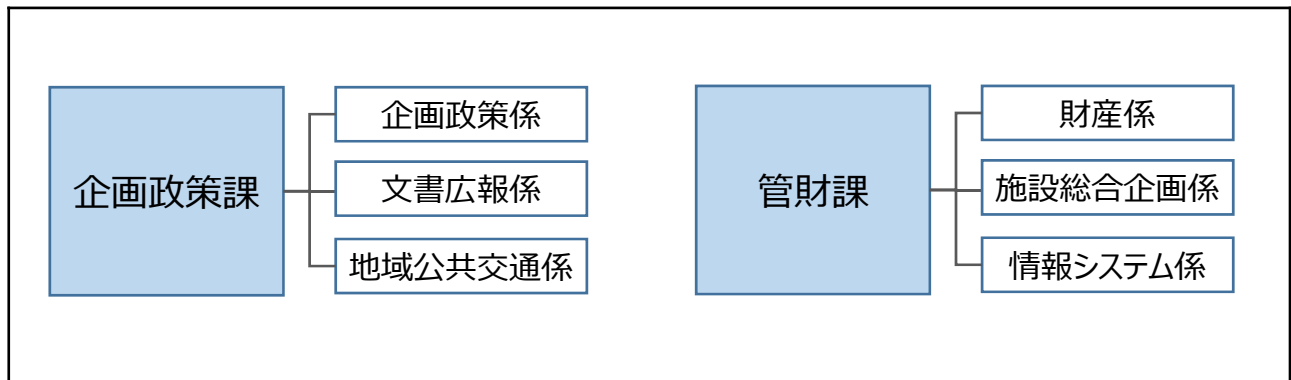 企画政策課
企画政策係
文書広報係
地域公共交通係
管財課
財産係
施設総合企画係
情報システム係